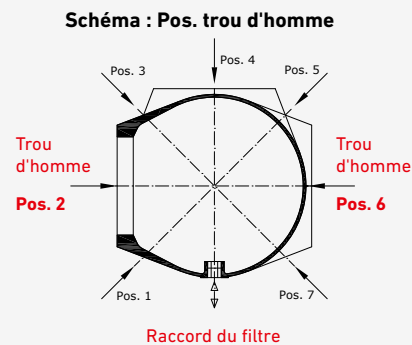 Schéma : Pos. trou d'homme
Pos. 4
Pos. 3
Pos. 5
Trou
d'homme
Pos. 2
Trou
d'homme
Pos. 6
Pos. 1
Pos. 7
Raccord du filtre